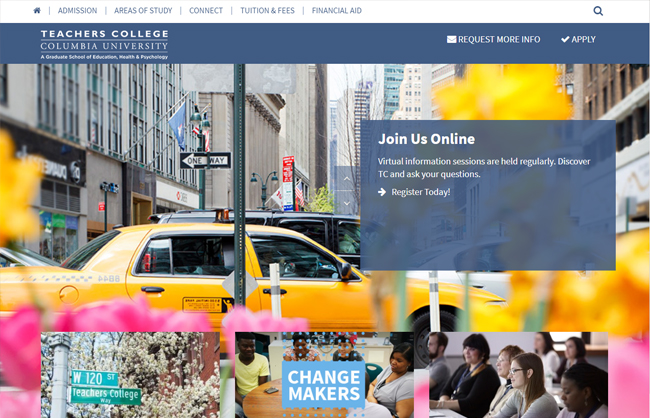 ADMISSION | AREAS OF STUDY | CONNECT | TUITION & FEES | FINANCIAL AID
TEACHERS COLLEGE
COLUMBIA UNIVERSITY
A Graduate School of Education, Health & Psychology
REQUEST MORE INFO
APPLY
ONE WAY
Join Us Online
Virtual information sessions are held regularly. Discover
TC and ask your questions.
Register Today!
W 120 ST
Teachers College
Way
CHANGE
MAKERS